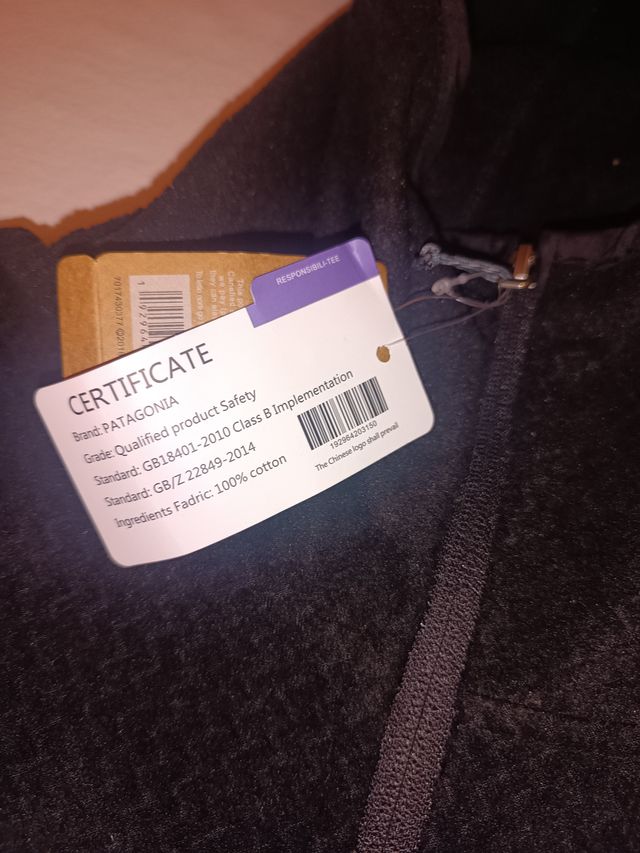 RESPONSIBILI-TEE
CERTIFICATE
Brand: PATAGONIA
Grade: Qualified product Safety
Standard: GB18401-2010 Class B Implementation
Standard: GB/Z 22849-2014
Ingredients Fadric: 100% cotton
192964203150
The Chinese logo shall prevail